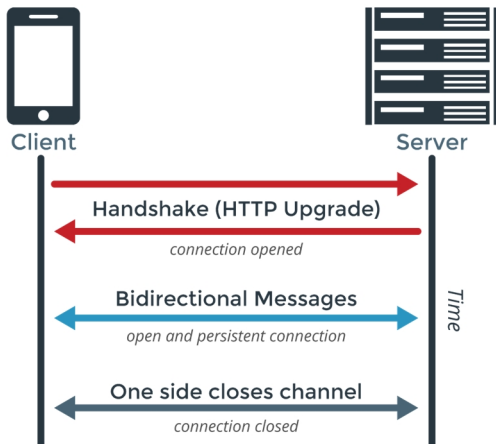 Client
Server
Handshake (HTTP Upgrade)
connection opened
Bidirectional Messages
Time
open and persistent connection
One side closes channel
connection closed